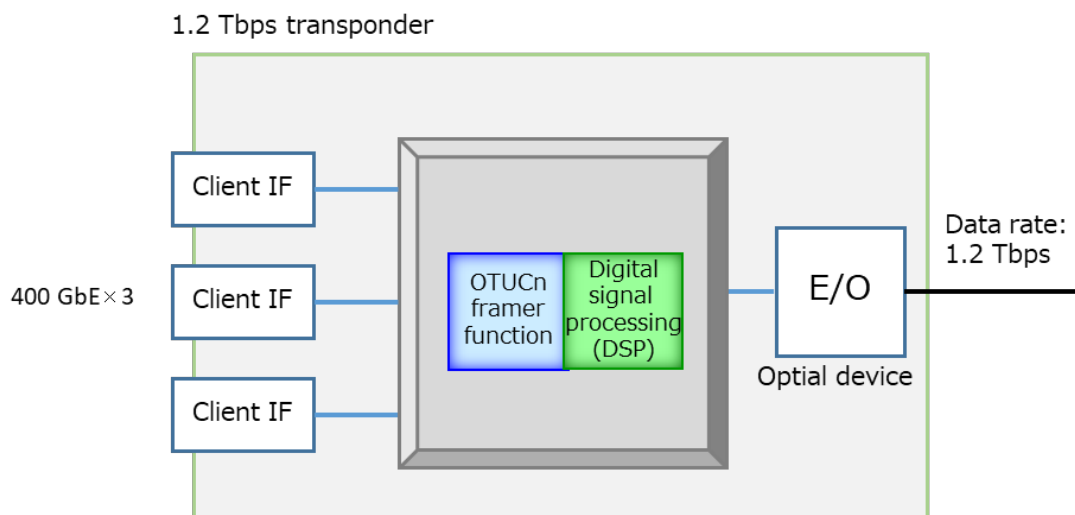 1.2 Tbps transponder
Client IF
400 GbE×3
Client IF
Client IF
OTUCn
framer
function
Digital
signal
processing
(DSP)
E/O
Optial device
Data rate:
1.2 Tbps